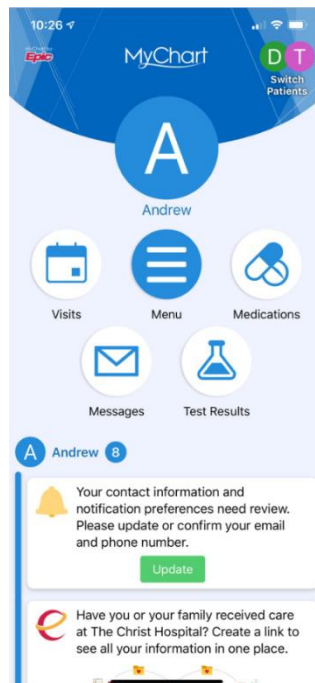 10:26
MyChart by
Epic
MyChart
D T
Switch
Patients
A
Andrew
Visits
Menu
Medications
Messages
Test Results
A Andrew 8
Your contact information and
notification preferences need review.
Please update or confirm your email
and phone number.
Update
Have you or your family received care
at The Christ Hospital? Create a link to
see all your information in one place.